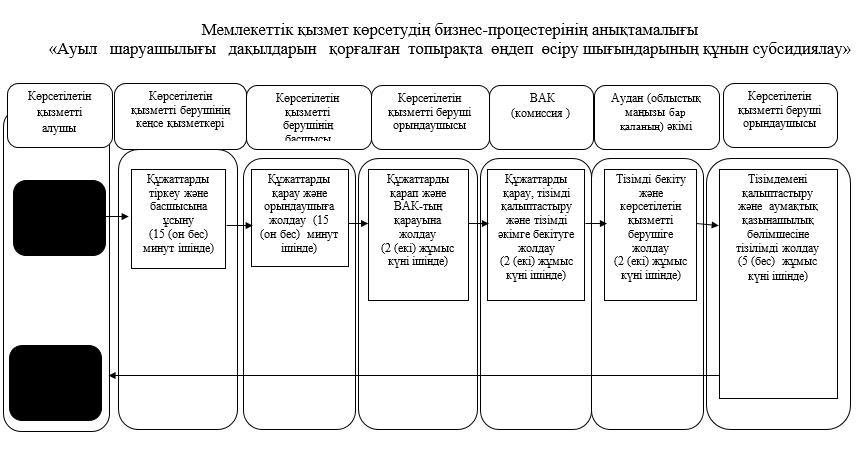 Мемлекеттік қызмет көрсетудің бизнес-процестерінің анықтамалығы
«Ауыл шаруашылығы дақылдарын қорғалған топырақта өңдеп өсіру шығындарының құнын субсидиялау»
Көрсетілетін
қызметті
алушы
Көрсетілетін
қызметті берушінің
кеңсе қызметкері
Көрсетілетін
қызметті
берушінің
басшысы
Көрсетілетін
қызметті беруші
орындаушысы
ВАК
(комиссия )
Аудан (облыстық
маңызы бар
қаланың) әкімі
Көрсетілетін
қызметті беруші
орындаушысы
Құжаттарды
тіркеу және
басшысына
ұсыну
(15 (он бес)
минут ішінде)
Құжаттарды
қарау және
орындаушыға
жолдау (15
(он бес) минут
ішінде)
Құжаттарды
қарап және
ВАК-тың
қарауына
жолдау
(2 (екі) жұмыс
күні ішінде)
Құжаттарды
қарау, тізімді
қалыптастыру
және тізімді
әкімге бекітуге
жолдау
(2 (екі) жұмыс
күні ішінде)
Тізімді бекіту
және
көрсетілетін
қызметті
берушіге
жолдау
(2 (екі) жұмыс
күні ішінде)
Тізімдемені
қалыптастыру
және аумақтық
қазынашылық
бөлімшесіне
тізілімді жолдау
(5 (бес) жұмыс
күні ішінде)